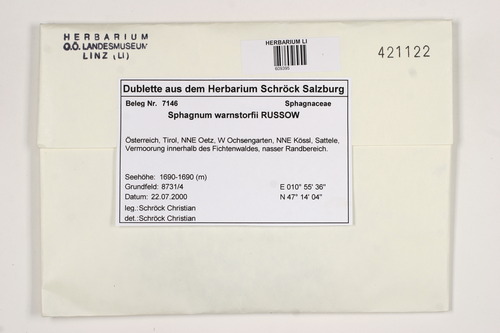 HERBARIUM
O.Ö. LANDESMUSEUM
LINZ (LI)
HERBARIUM LI
421122
Dublette aus dem Herbarium Schröck Salzburg
Beleg Nr. 7146 Sphagnaceae
Sphagnum warnstorfii RUSSOW
Österreich, Tirol, NNE Oetz, W Ochsengarten, NNE Kössl, Sattele,
Vermoorung innerhalb des Fichtenwaldes, nasser Randbereich.
Seehöhe: 1690-1690 (m)
Grundfeld: 8731/4 E 010° 55' 36"
Datum: 22.07.2000 N 47° 14' 04"
leg.:Schröck Christian
det.:Schröck Christian